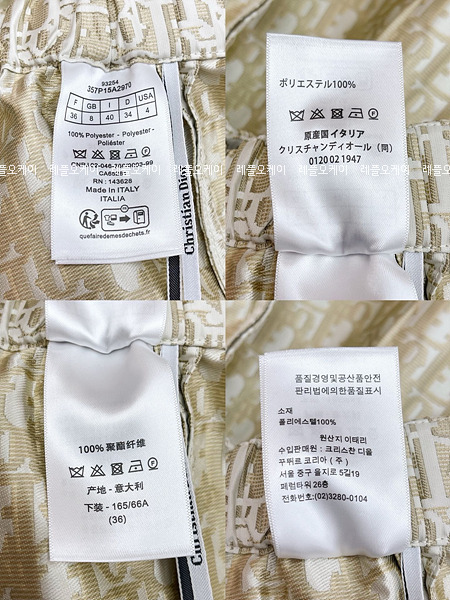 93254
357P15A2970
F GB I D USA
36 8 40 34 4
100% Polyester - Polyester -
Poliéster
RN : 143628
Made in ITALY
ITALIA
quefairedemesdechets.fr
Christian Dio
ポリエステル100%
原産国 イタリア
クリスチャンディオール（同）
0120 02 1947
레플오케이 레플오케이 레플오케이 레플오케이 레플오케이 레플오케이
100% 聚酯纤维
产地 - 意大利
下装 - 165/66A
(36)
Christian
품질경영및공산품안전
관리법에의한품질표시
소재
폴리에스텔100%
원산지 이태리
수입판매원 : 크리스챤 디올
꾸뛰르 코리아 ( 주 )
서울 중구 을지로 5길19
페럼타워 26층
전화번호:(02)3280-0104